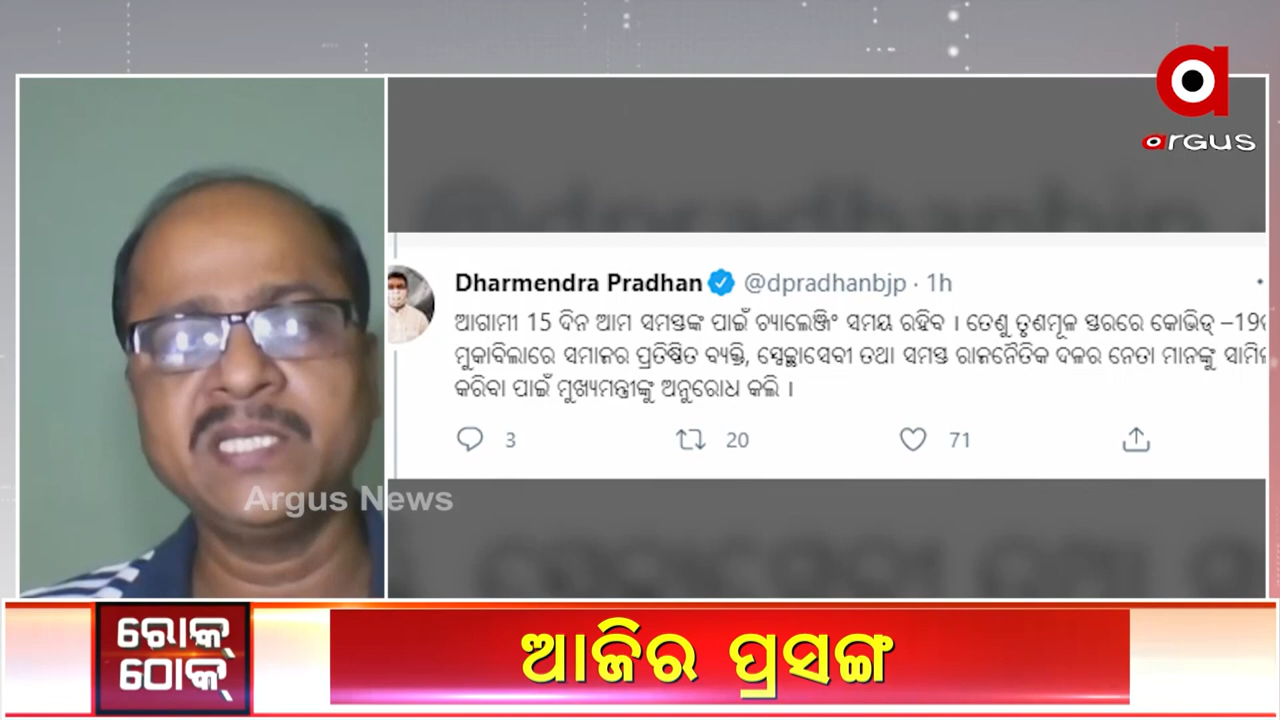 argus
Dharmendra Pradhan @dpradhanbjp · 1h
ଆଗାମୀ 15 ଦିନ ଆମ ସମସ୍ତଙ୍କ ପାଇଁ ଚ୍ୟାଲେଞ୍ଜିଂ ସମୟ ରହିବ । ତେଣୁ ତୃଣମୂଳ ସ୍ତରରେ କୋଭିଡ୍ –19
ମୁକାବିଲାରେ ସମାଜର ପ୍ରତିଷ୍ଠିତ ବ୍ୟକ୍ତି, ସ୍ୱେଚ୍ଛାସେବୀ ତଥା ସମସ୍ତ ରାଜନୈତିକ ଦଳର ନେତା ମାନଙ୍କୁ
କରିବା ପାଇଁ ମୁଖ୍ୟମନ୍ତ୍ରୀଙ୍କୁ ଅନୁରୋଧ କଲି ।
3 20 71
Argus News
ରୋକ୍
ଠୋକ୍
ଆଜିର ପ୍ରସଙ୍ଗ